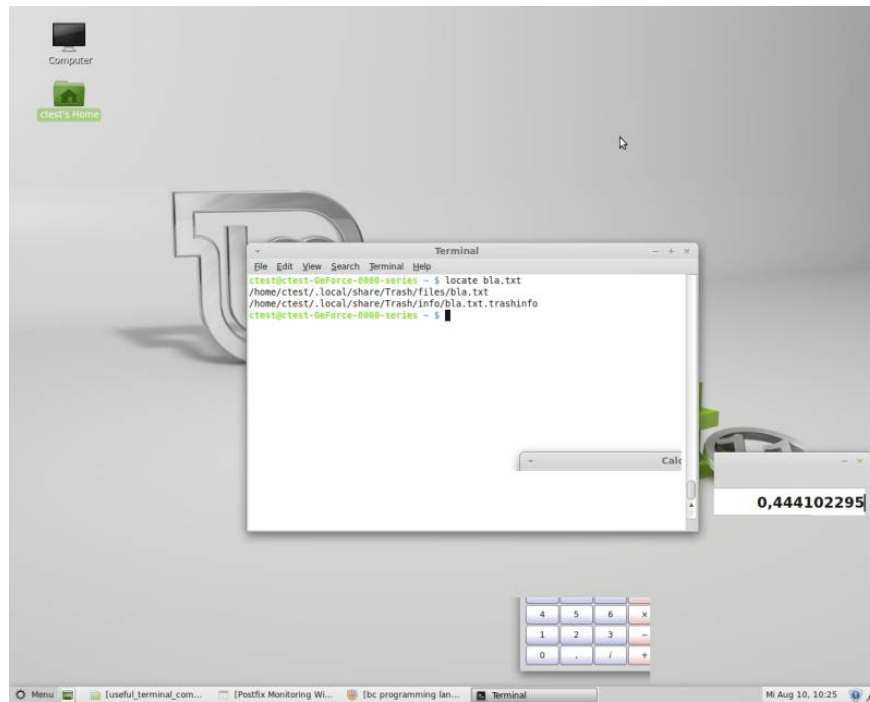 Computer
ctest's Home
Terminal
File Edit View Search Terminal Help
ctest@ctest-GeForce-8000-series ~ $ locate bla.txt
/home/ctest/.local/share/Trash/files/bla.txt
/home/ctest/.local/share/Trash/info/bla.txt.trashinfo
ctest@ctest-GeForce-8000-series ~ $
Calc
0,444102295
4 5 6 ×
1 2 3 −
0 , i +
Menu [useful_terminal_com... [Postfix Monitoring Wi... [bc programming lan... Terminal Mi Aug 10, 10:25